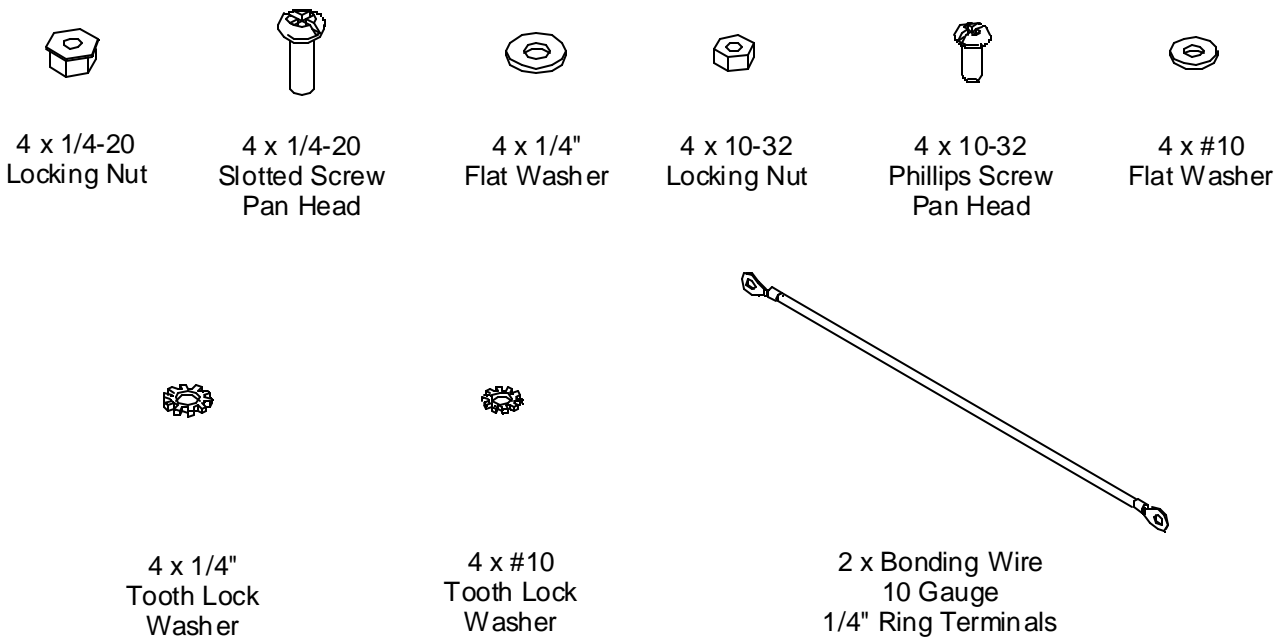 4 x 1/4-20
Locking Nut
4 x 1/4-20
Slotted Screw
Pan Head
4 x 1/4"
Flat Washer
4 x 10-32
Locking Nut
4 x 10-32
Phillips Screw
Pan Head
4 x #10
Flat Washer
4 x 1/4"
Tooth Lock
Washer
4 x #10
Tooth Lock
Washer
2 x Bonding Wire
10 Gauge
1/4" Ring Terminals